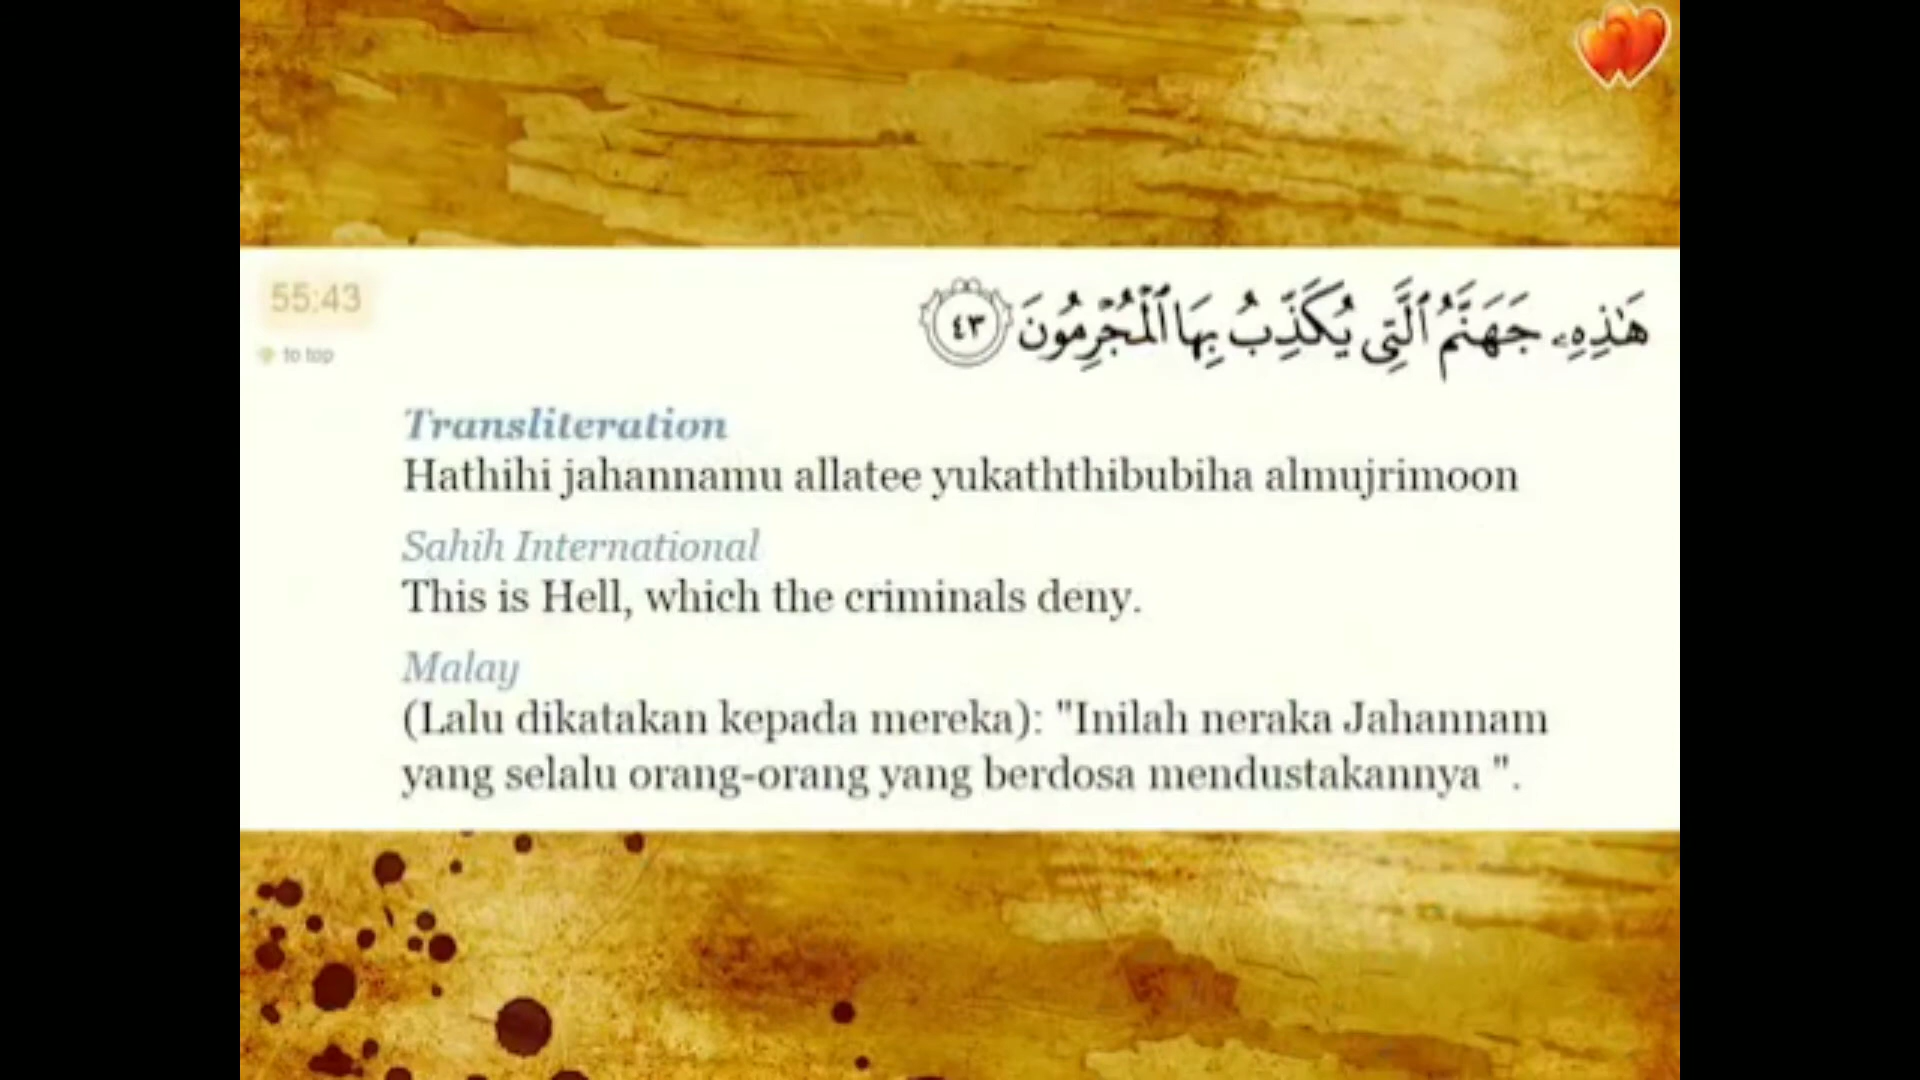 55:43
هَـٰذِهِۦ جَهَنَّمُ ٱلَّتِى يُكَذِّبُ بِهَا ٱلْمُجْرِمُونَ ٤٣
to top
Transliteration
Hathihi jahannamu allatee yukaththibubiha almujrimoon
Sahih International
This is Hell, which the criminals deny.
Malay
(Lalu dikatakan kepada mereka): "Inilah neraka Jahannam
yang selalu orang-orang yang berdosa mendustakannya ".